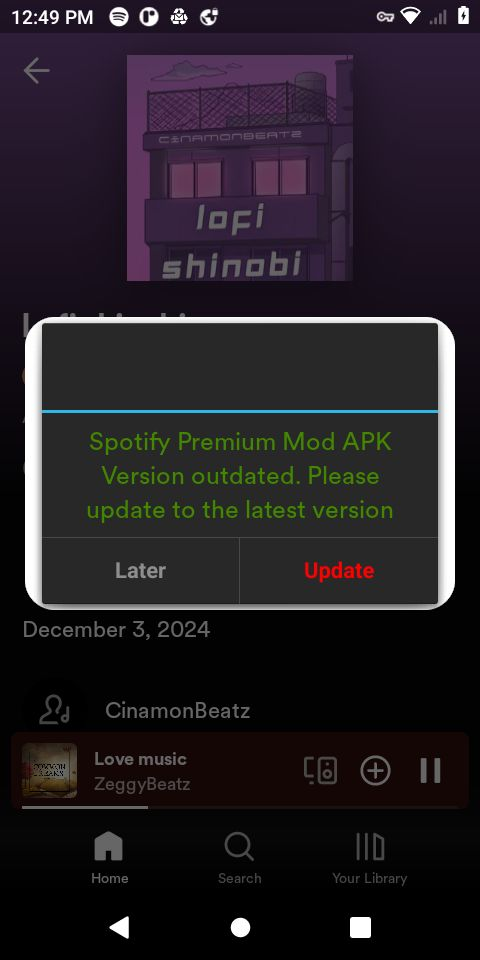 12:49 PM
CINAMONBEATZ
lofi
shinobi
Spotify Premium Mod APK
Version outdated. Please
update to the latest version
Later
Update
December 3, 2024
CinamonBeatz
COMMON
Love music
ZeggyBeatz
Home
Search
Your Library